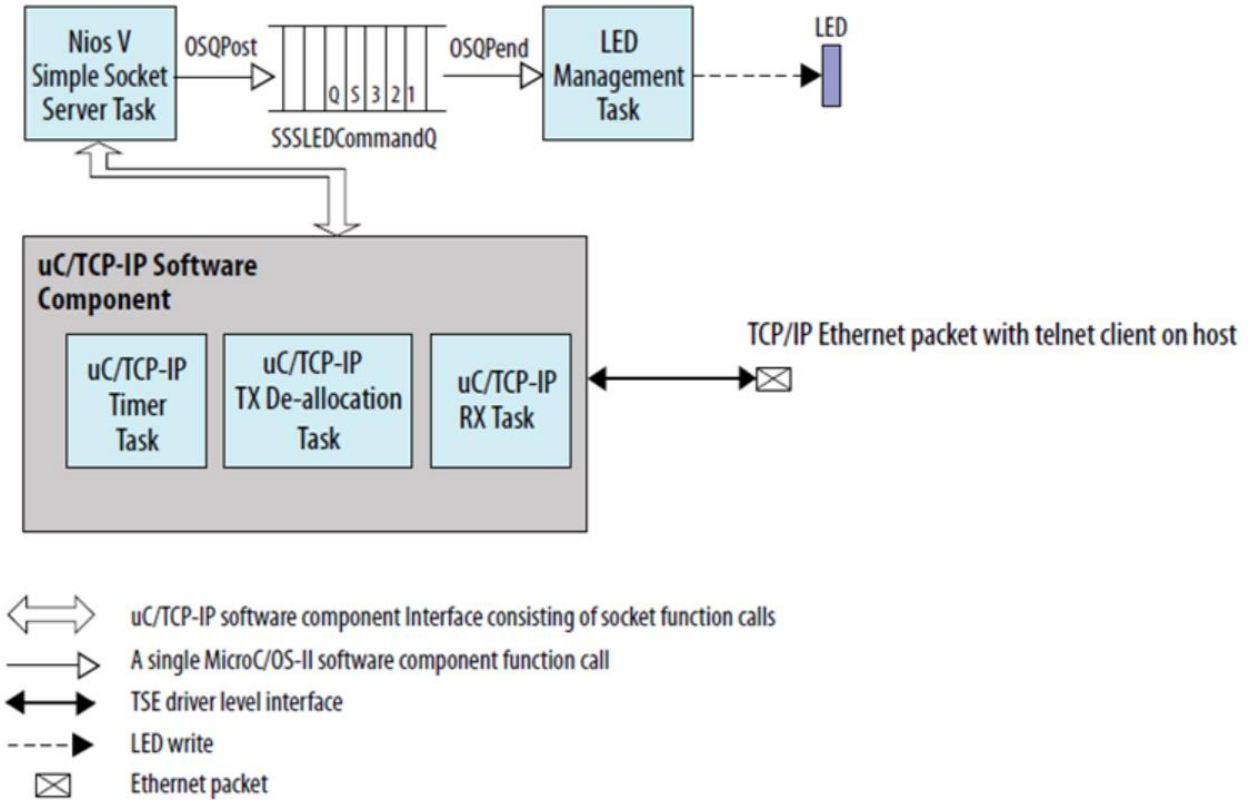 Nios V
Simple Socket
Server Task
OSQPost
Q S 3 2 1
SSSLEDCommandQ
OSQPend
LED
Management
Task
LED
uC/TCP-IP Software
Component
uC/TCP-IP
Timer
Task
uC/TCP-IP
TX De-allocation
Task
uC/TCP-IP
RX Task
TCP/IP Ethernet packet with telnet client on host
uC/TCP-IP software component Interface consisting of socket function calls
A single MicroC/OS-II software component function call
TSE driver level interface
LED write
Ethernet packet